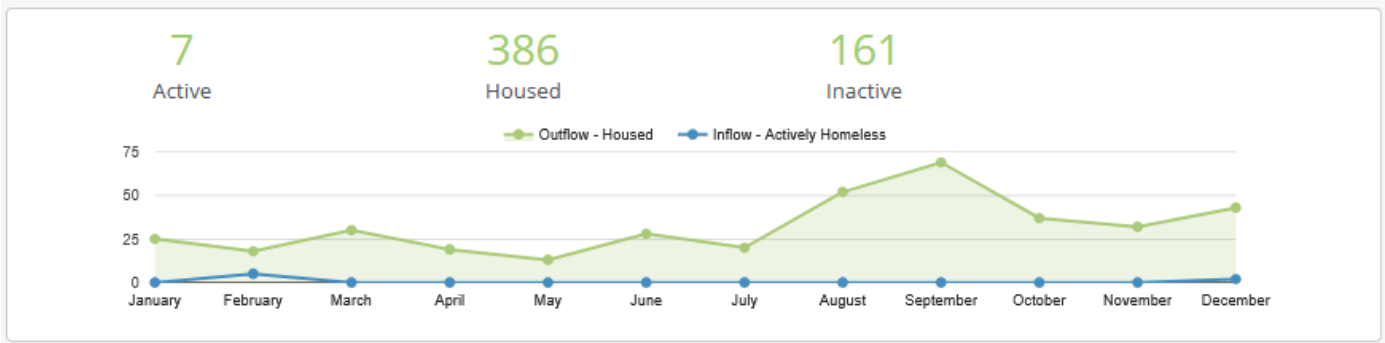 7 386 161
Active Housed Inactive
Outflow - Housed Inflow - Actively Homeless
75
50
25
0
January February March April May June July August September October November December